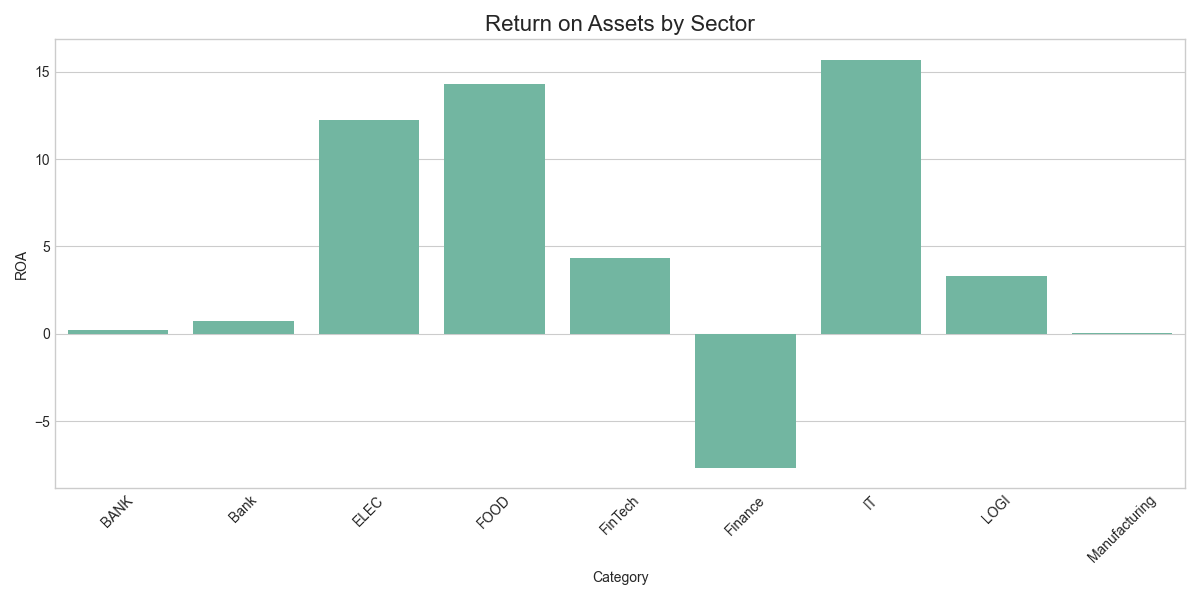 Return on Assets by Sector
ROA
15
10
5
0
−5
BANK
Bank
ELEC
FOOD
FinTech
Finance
IT
LOGI
Manufacturing
Category